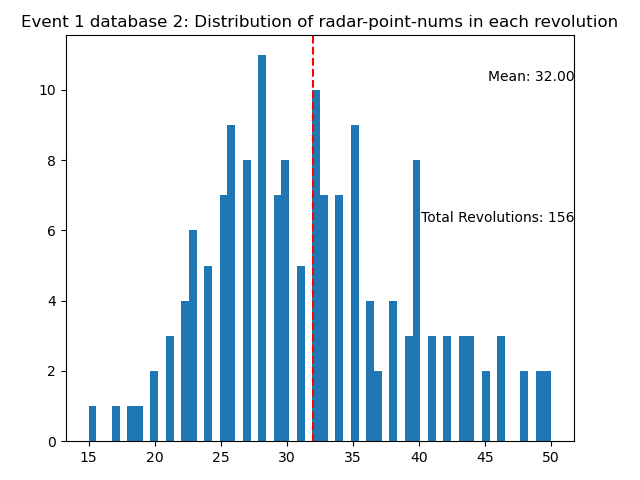 Event 1 database 2: Distribution of radar-point-nums in each revolution
10
Mean: 32.00
8
Total Revolutions: 156
6
4
2
0
15 20 25 30 35 40 45 50